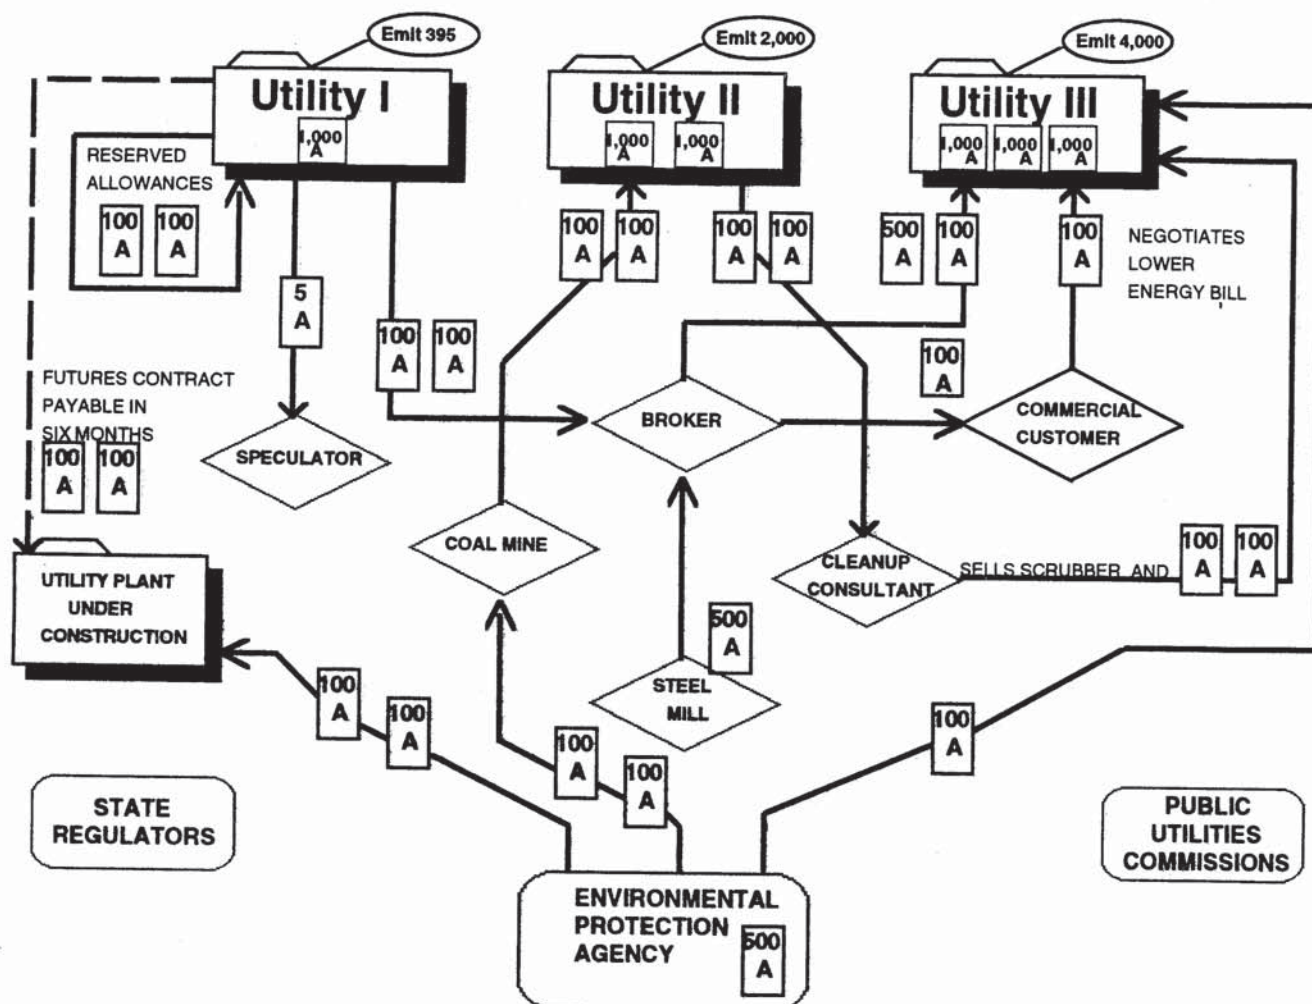 Emit 395
Emit 2,000
Emit 4,000
Utility I
1,000
A
Utility II
1,000
A
1,000
A
Utility III
1,000
A
1,000
A
1,000
A
RESERVED
ALLOWANCES
100
A
100
A
5
A
100
A
100
A
100
A
100
A
100
A
100
A
500
A
100
A
100
A
NEGOTIATES
LOWER
ENERGY BILL
100
A
FUTURES CONTRACT
PAYABLE IN
SIX MONTHS
100
A
100
A
SPECULATOR
BROKER
COMMERCIAL
CUSTOMER
COAL MINE
CLEANUP
CONSULTANT
SELLS SCRUBBER AND
100
A
100
A
UTILITY PLANT
UNDER
CONSTRUCTION
500
A
STEEL
MILL
100
A
100
A
100
A
100
A
100
A
STATE
REGULATORS
PUBLIC
UTILITIES
COMMISSIONS
ENVIRONMENTAL
PROTECTION
AGENCY
500
A